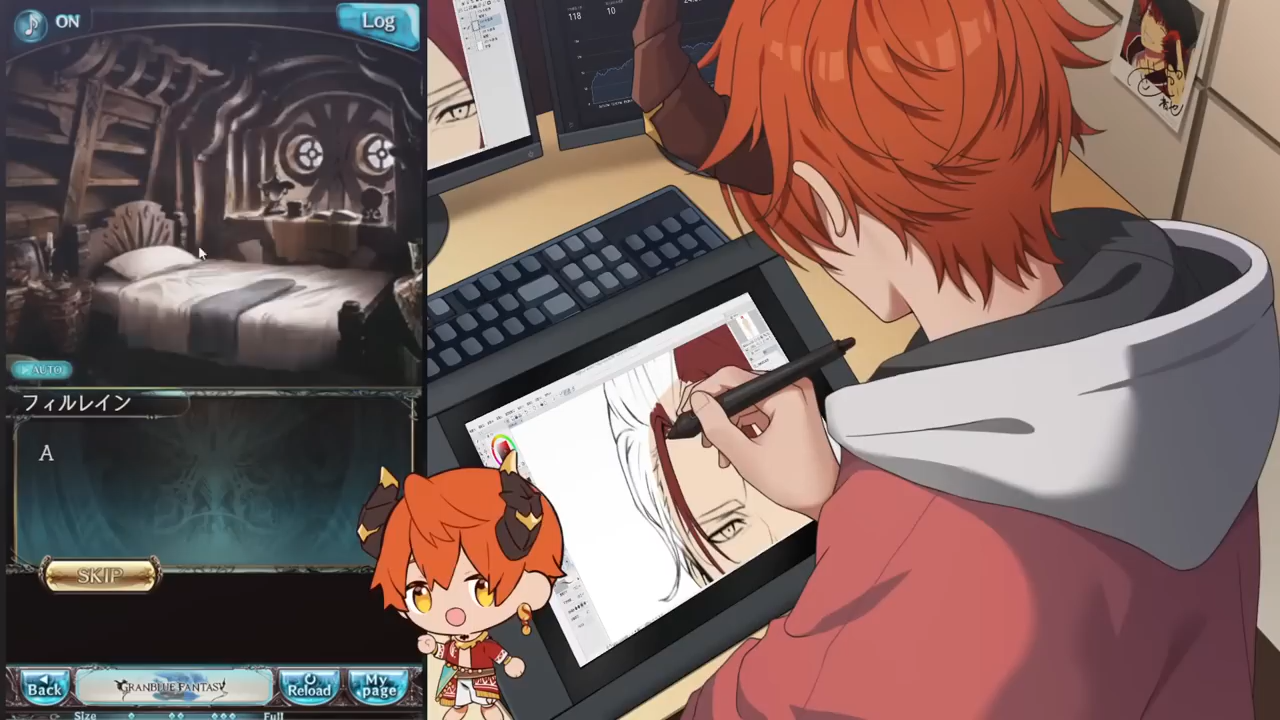 ON
Log
118
10
AUTO
フィルレイン
A
SKIP
Back
GRANBLUE FANTASY
Reload
My
page
Size
Full